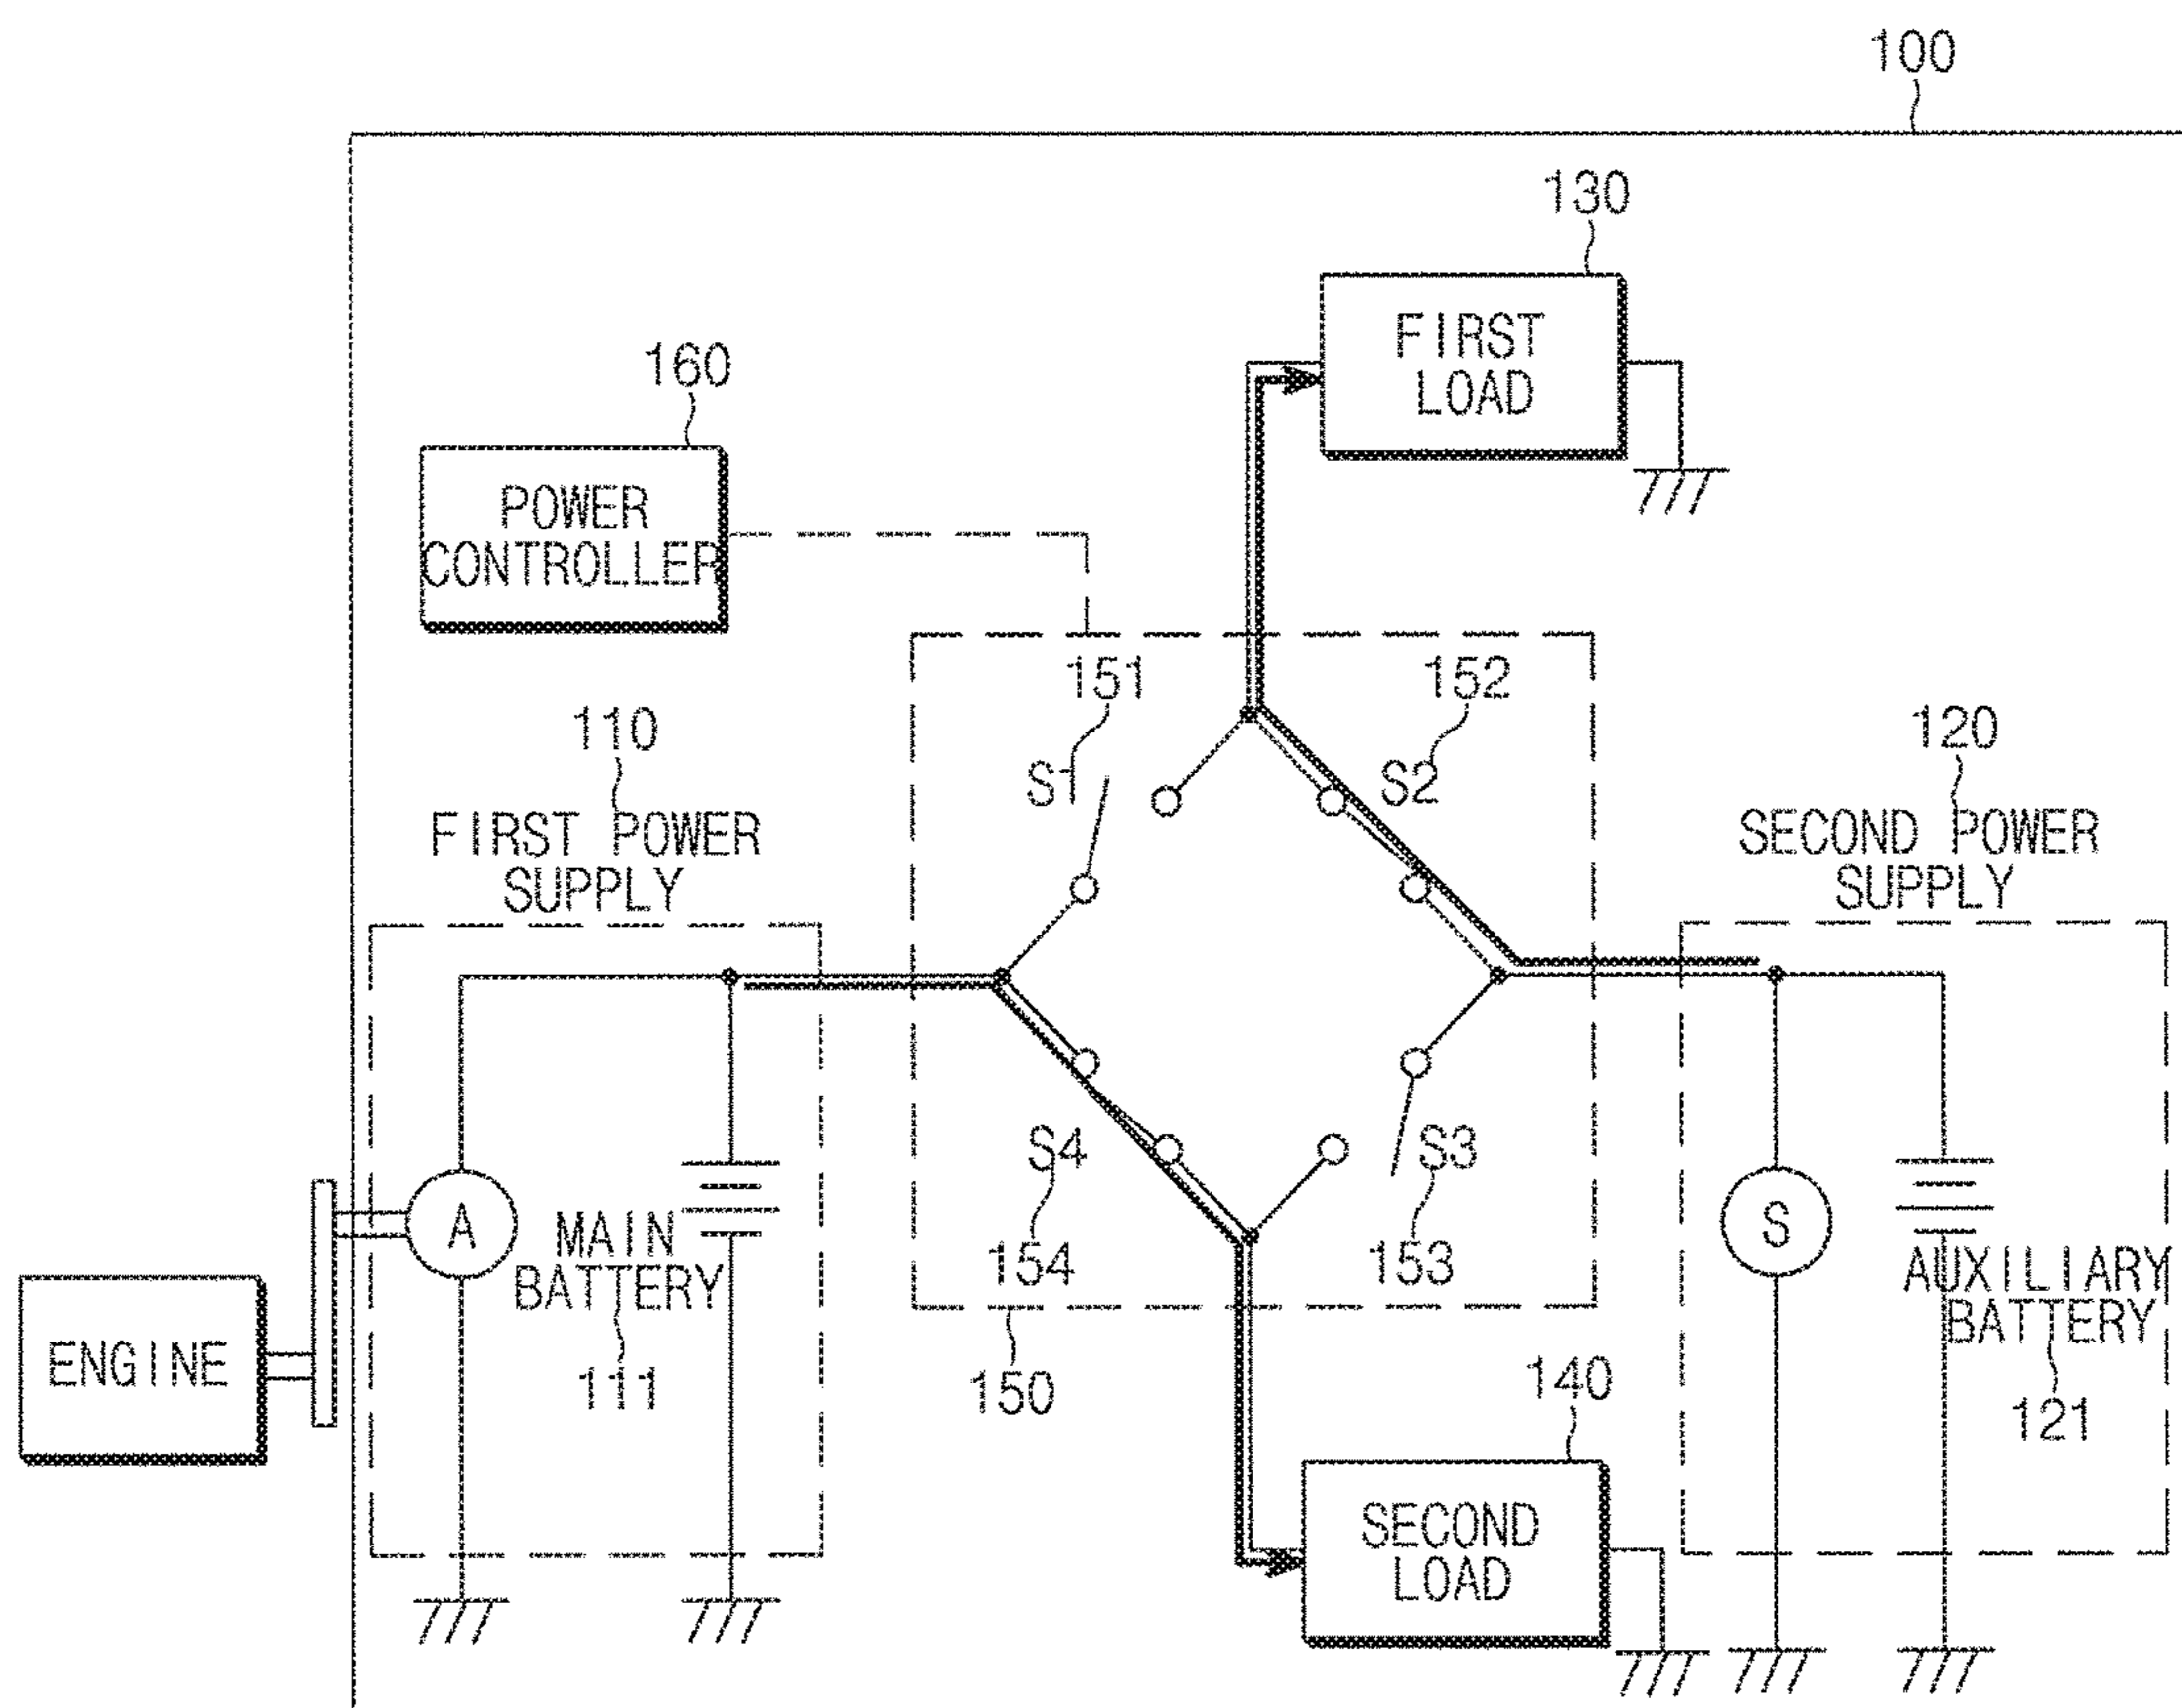 100
130
FIRST
LOAD
160
POWER
CONTROLLER
151
152
S1
S2
110
FIRST POWER
SUPPLY
120
SECOND POWER
SUPPLY
A
MAIN
BATTERY
111
S4
154
S3
153
150
S
AUXILIARY
BATTERY
121
ENGINE
140
SECOND
LOAD